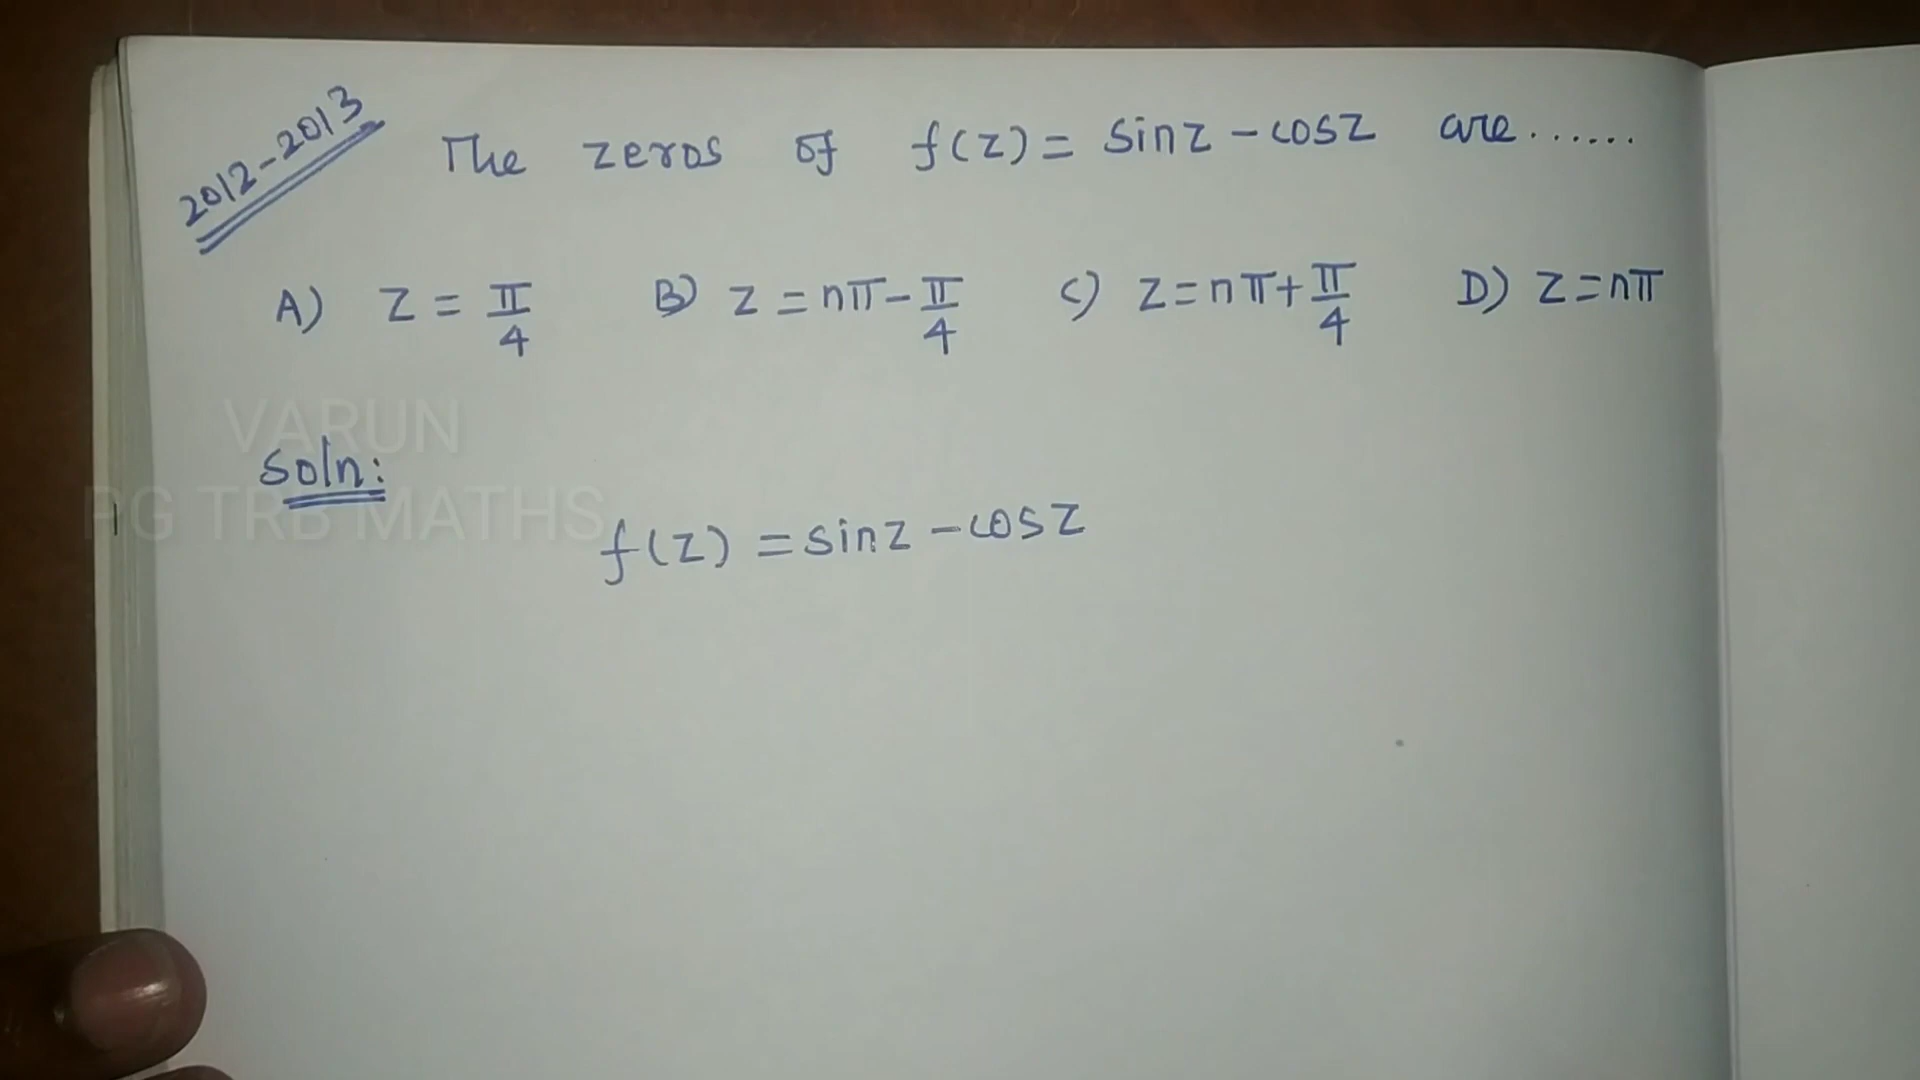 2012-2013
The zeros of f(z) = sinz - cosz are......
A) z = π/4 B) z = nπ - π/4 C) z = nπ + π/4 D) z = nπ
VARUN
Soln:
PG TRB MATHS
f(z) = sinz - cosz